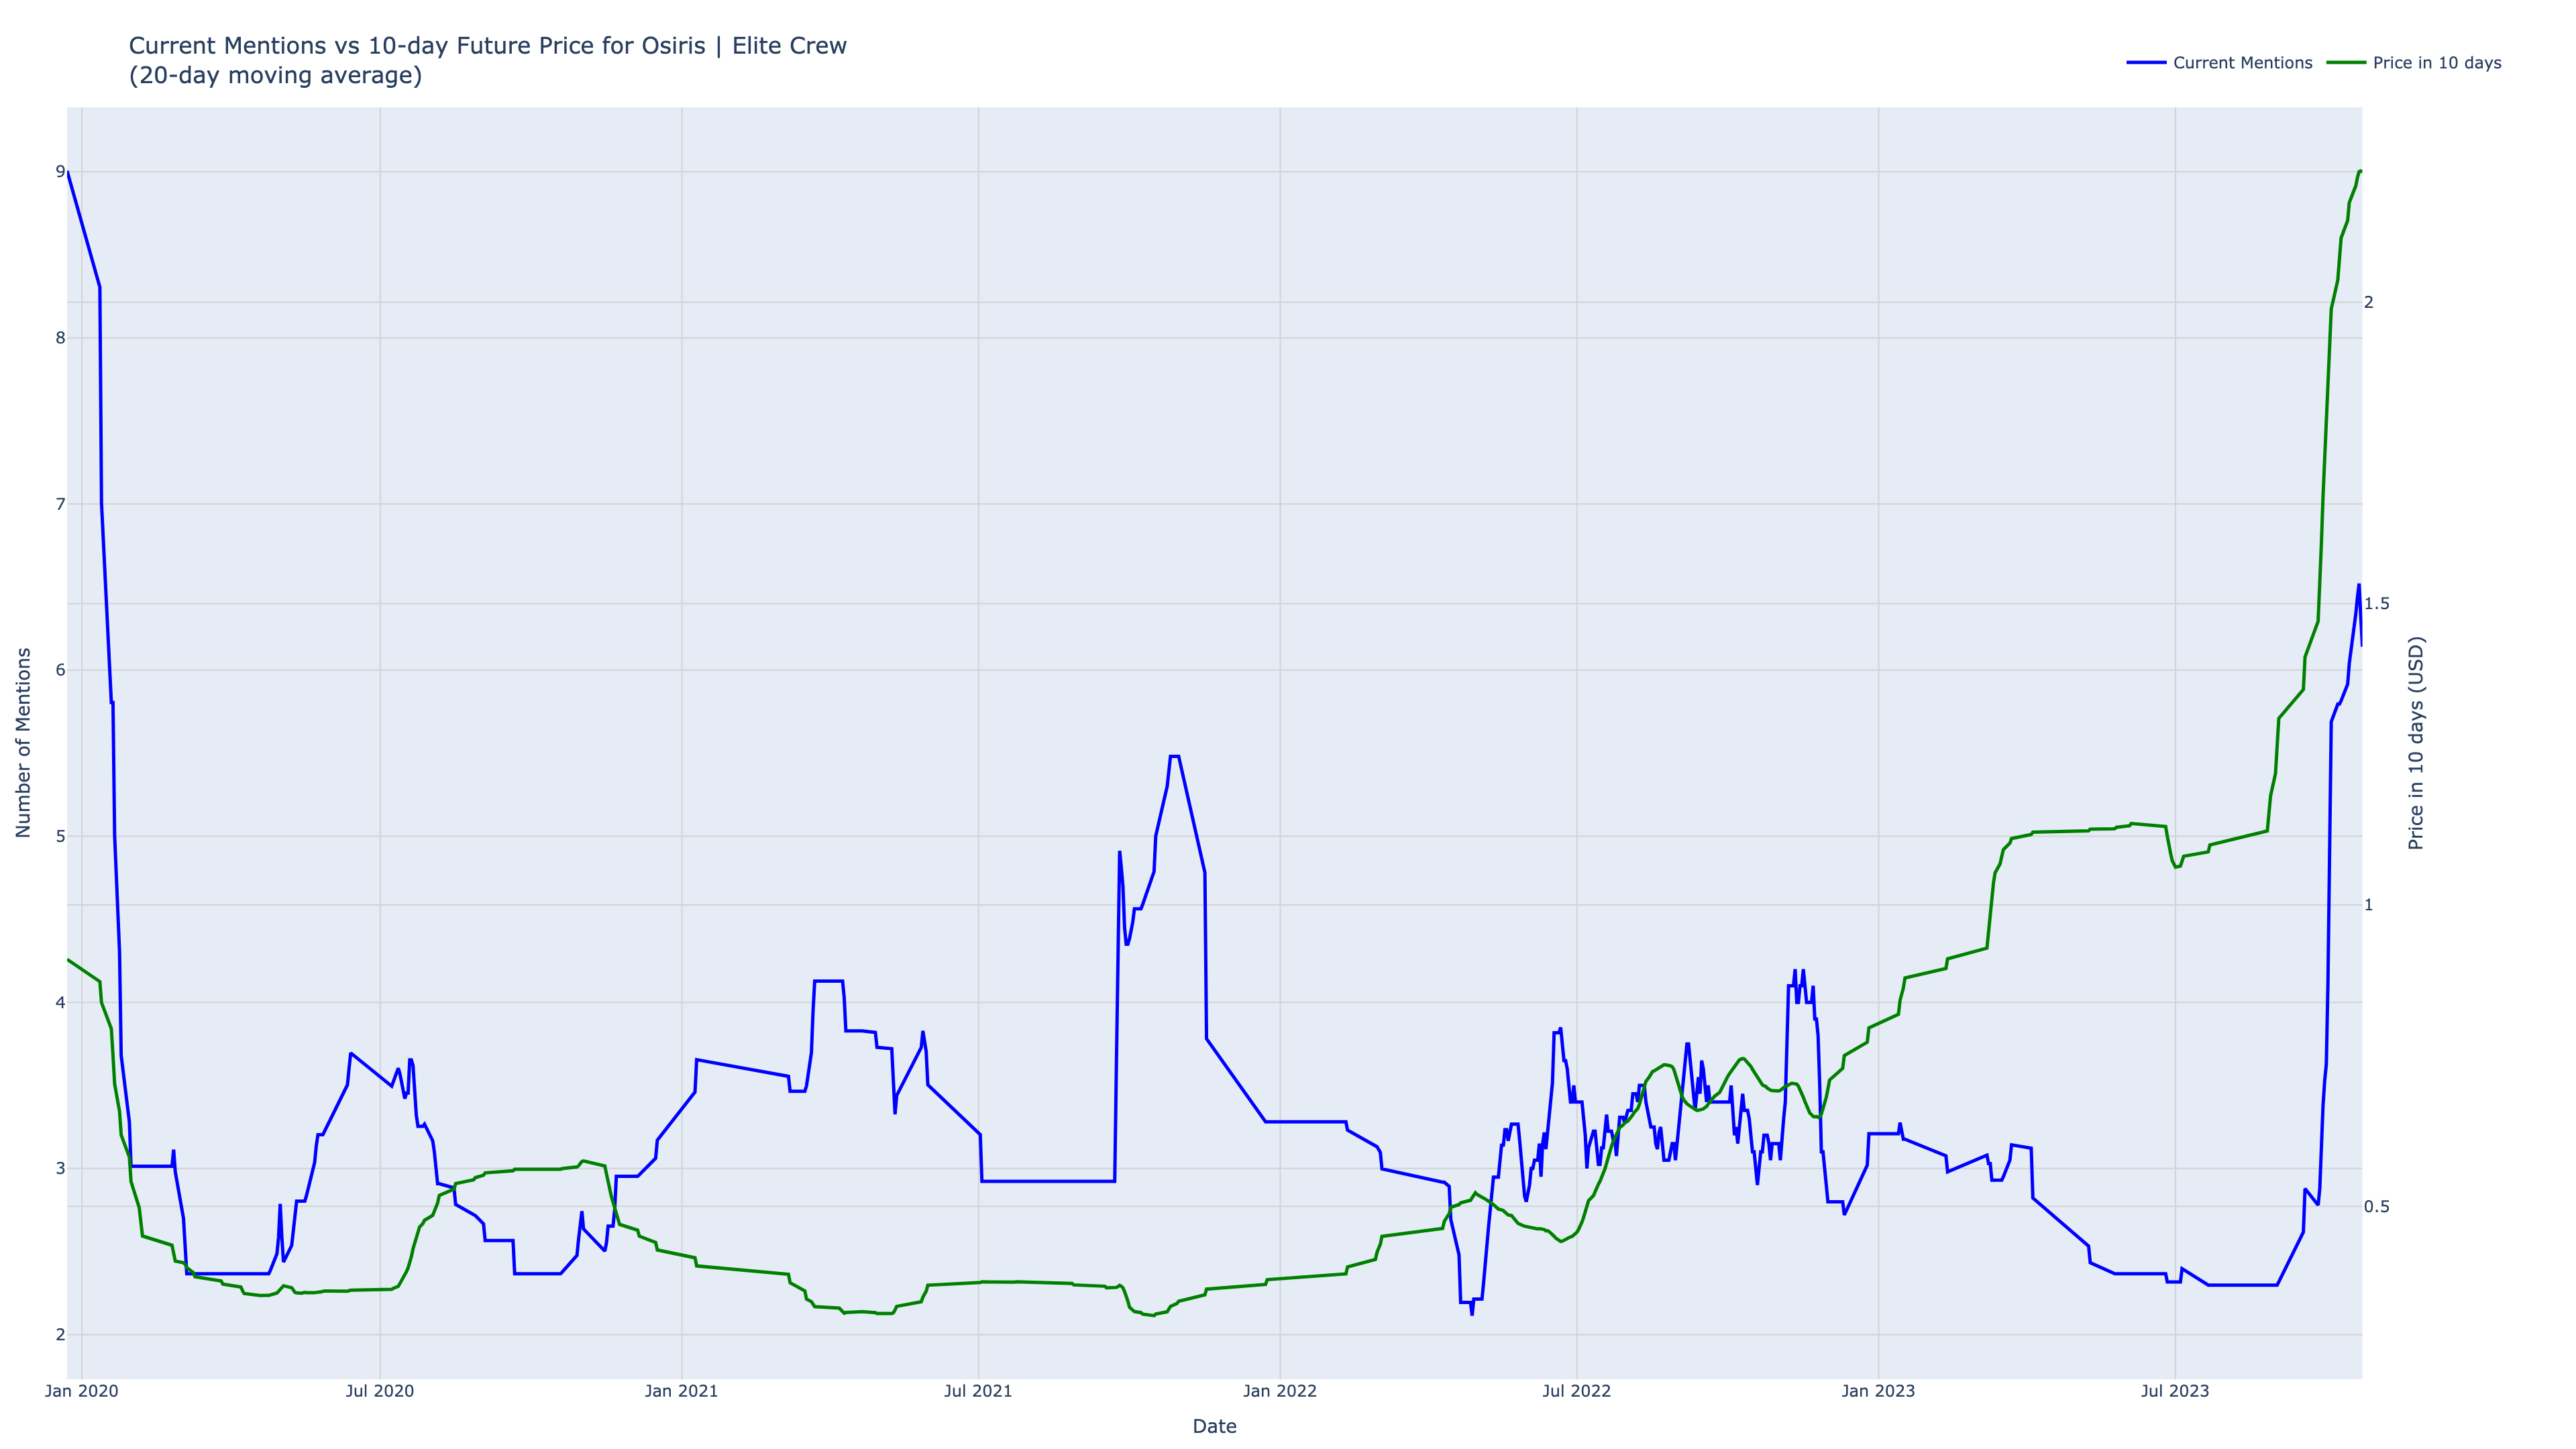 Current Mentions vs 10-day Future Price for Osiris | Elite Crew
(20-day moving average)
Current Mentions
Price in 10 days
9
8
7
6
5
4
3
2
Number of Mentions
2
1.5
1
0.5
Price in 10 days (USD)
Jan 2020
Jul 2020
Jan 2021
Jul 2021
Jan 2022
Jul 2022
Jan 2023
Jul 2023
Date